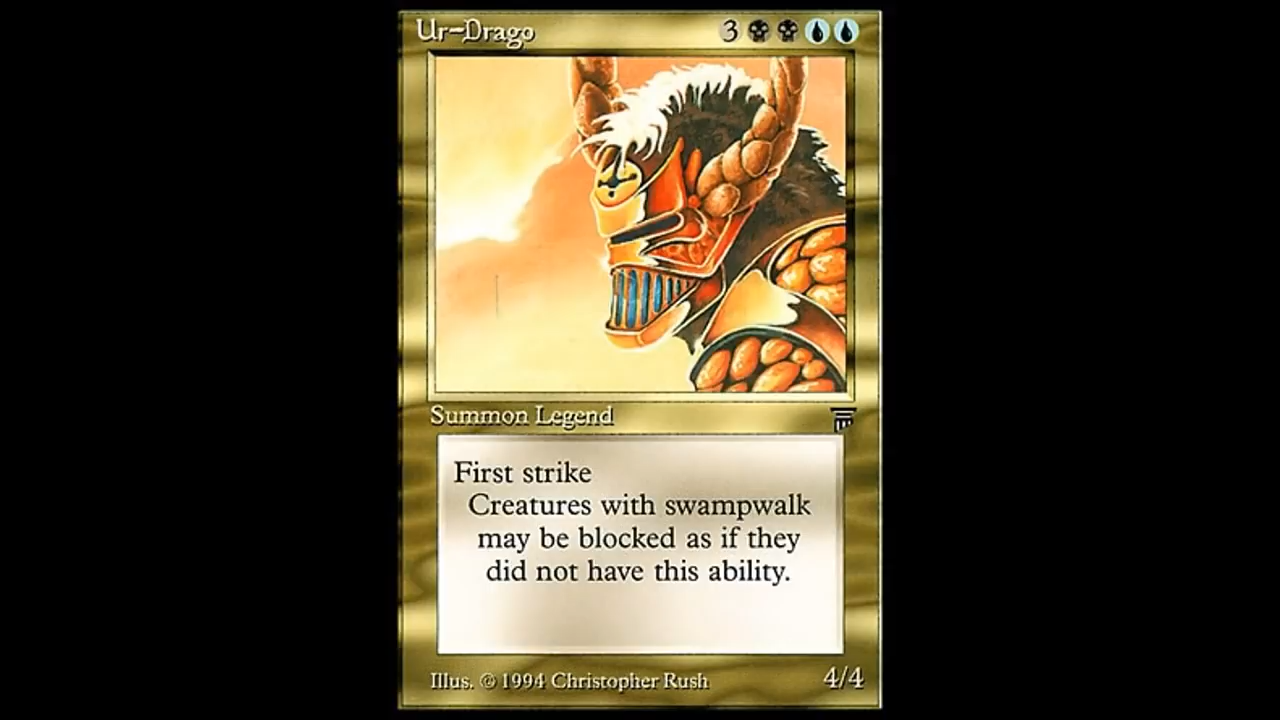 Ur-Drago 3
Summon Legend
First strike
Creatures with swampwalk
may be blocked as if they
did not have this ability.
Illus. © 1994 Christopher Rush 4/4